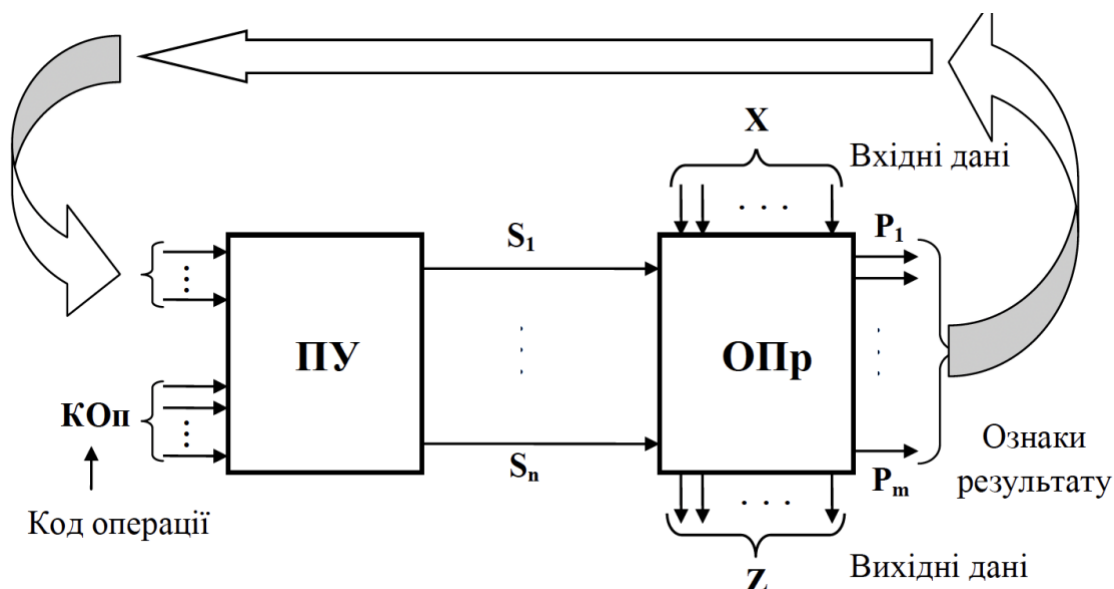 X
Вхідні дані
. . .
S₁
P₁
ПУ
ОПр
КОп
Ознаки
результату
Sₙ
Pₘ
. . .
Код операції
Вихідні дані
Z